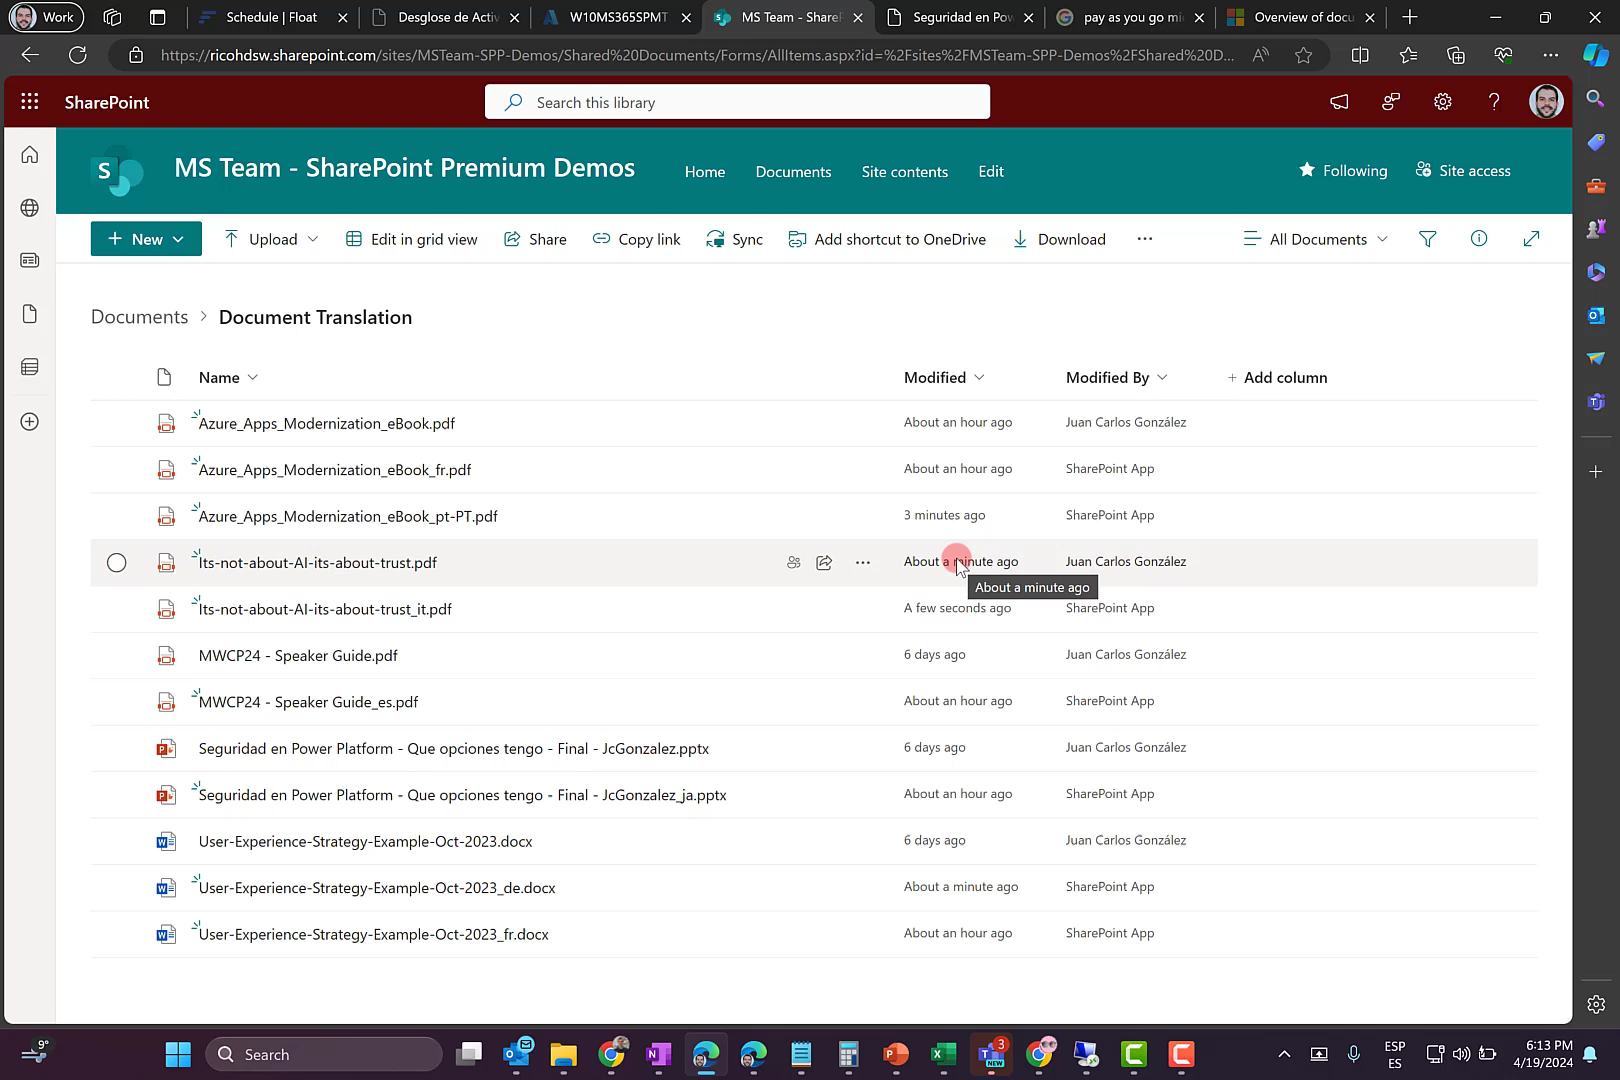 Work
Schedule | Float
Desglose de Activ
W10MS365SPMT
MS Team - ShareP
Seguridad en Pow
pay as you go mi
Overview of docu
https://ricohdsw.sharepoint.com/sites/MSTeam-SPP-Demos/Shared%20Documents/Forms/AllItems.aspx?id=%2Fsites%2FMSTeam-SPP-Demos%2FShared%20D...
SharePoint
Search this library
S
MS Team - SharePoint Premium Demos
Home
Documents
Site contents
Edit
Following
Site access
New
Upload
Edit in grid view
Share
Copy link
Sync
Add shortcut to OneDrive
Download
All Documents
Documents > Document Translation
Name
Modified
Modified By
+ Add column
Azure_Apps_Modernization_eBook.pdf
About an hour ago
Juan Carlos González
Azure_Apps_Modernization_eBook_fr.pdf
About an hour ago
SharePoint App
Azure_Apps_Modernization_eBook_pt-PT.pdf
3 minutes ago
SharePoint App
Its-not-about-AI-its-about-trust.pdf
About a minute ago
Juan Carlos González
About a minute ago
Its-not-about-AI-its-about-trust_it.pdf
A few seconds ago
SharePoint App
MWCP24 - Speaker Guide.pdf
6 days ago
Juan Carlos González
MWCP24 - Speaker Guide_es.pdf
About an hour ago
SharePoint App
Seguridad en Power Platform - Que opciones tengo - Final - JcGonzalez.pptx
6 days ago
Juan Carlos González
Seguridad en Power Platform - Que opciones tengo - Final - JcGonzalez_ja.pptx
About an hour ago
SharePoint App
User-Experience-Strategy-Example-Oct-2023.docx
6 days ago
Juan Carlos González
User-Experience-Strategy-Example-Oct-2023_de.docx
About a minute ago
SharePoint App
User-Experience-Strategy-Example-Oct-2023_fr.docx
About an hour ago
SharePoint App
9°
Search
3
NEW
ESP
ES
6:13 PM
4/19/2024